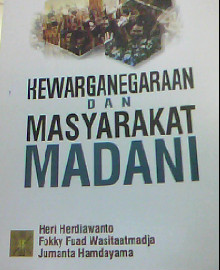 KEWARGANEGARAAN
DAN
MASYARAKAT
MADANI
Heri Herdiawanto
Fokky Fuad Wasitaatmadja
Jumanta Hamdayama